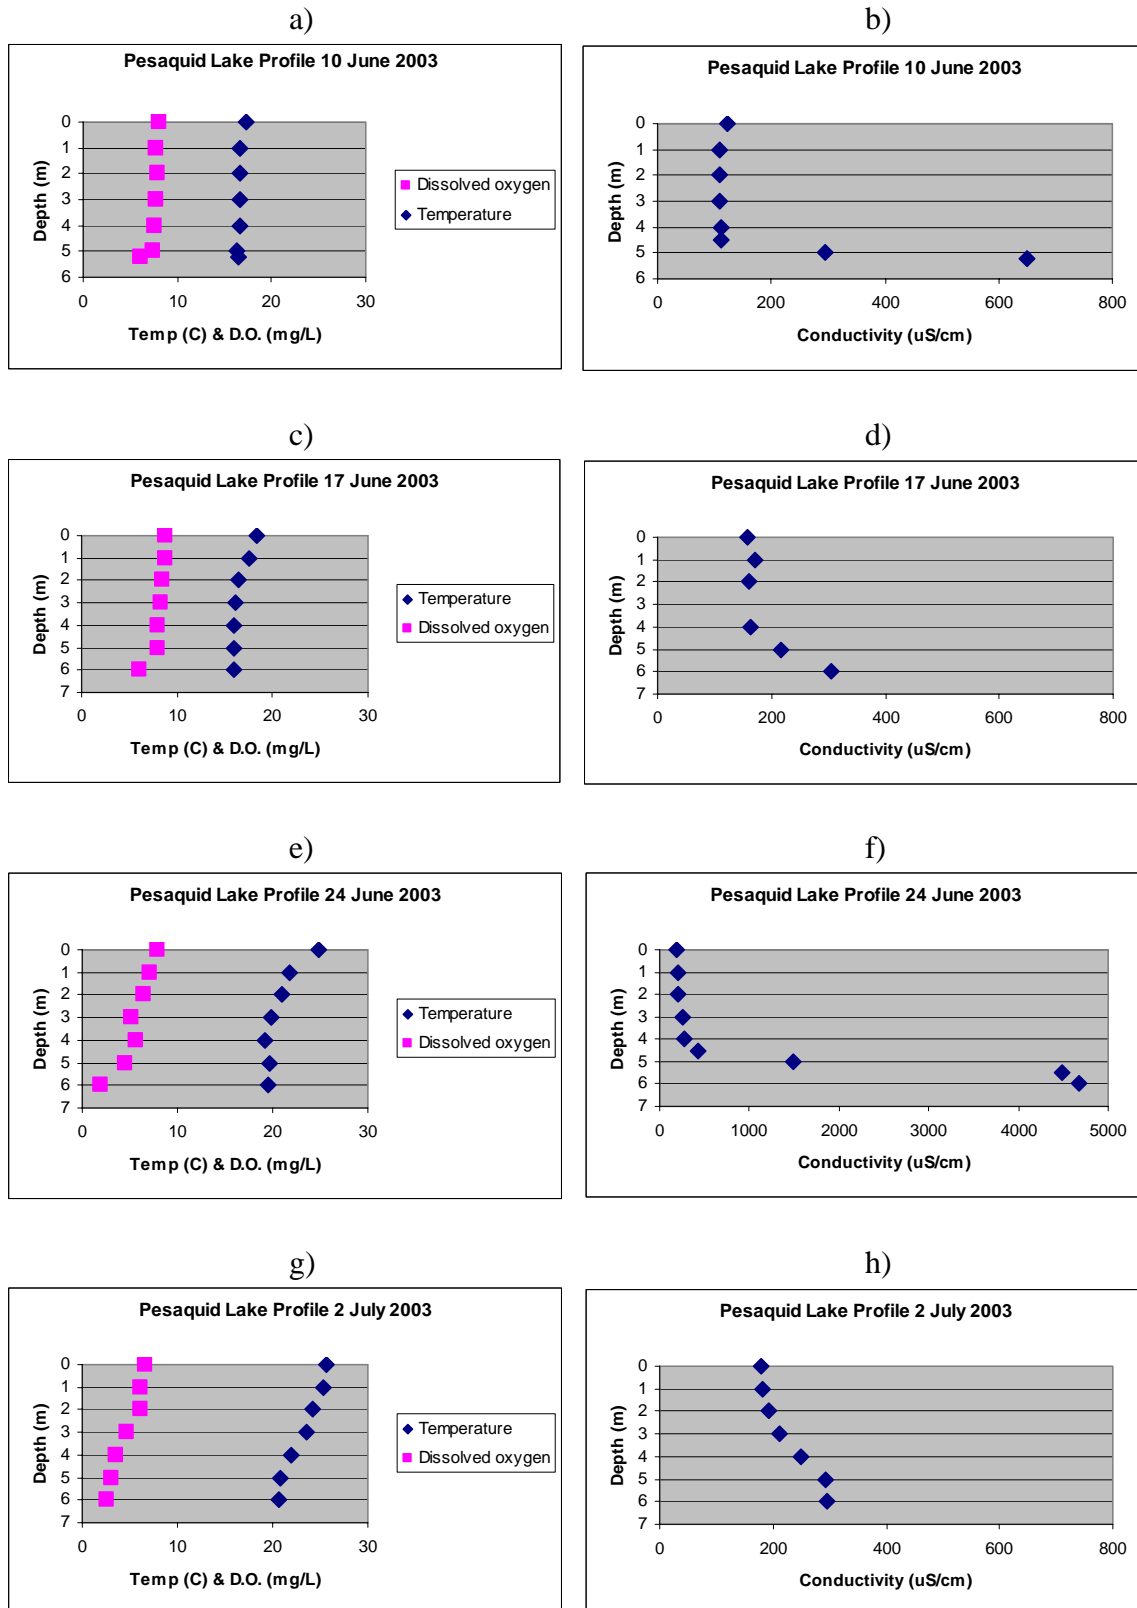 a)
Pesaquid Lake Profile 10 June 2003
0
1
2
3
4
5
6
Depth (m)
0 10 20 30
Temp (C) & D.O. (mg/L)
Dissolved oxygen
Temperature
b)
Pesaquid Lake Profile 10 June 2003
0
1
2
3
4
5
6
Depth (m)
0 200 400 600 800
Conductivity (uS/cm)
c)
Pesaquid Lake Profile 17 June 2003
0
1
2
3
4
5
6
7
Depth (m)
0 10 20 30
Temp (C) & D.O. (mg/L)
Temperature
Dissolved oxygen
d)
Pesaquid Lake Profile 17 June 2003
0
1
2
3
4
5
6
7
Depth (m)
0 200 400 600 800
Conductivity (uS/cm)
e)
Pesaquid Lake Profile 24 June 2003
0
1
2
3
4
5
6
7
Depth (m)
0 10 20 30
Temp (C) & D.O. (mg/L)
Temperature
Dissolved oxygen
f)
Pesaquid Lake Profile 24 June 2003
0
1
2
3
4
5
6
7
Depth (m)
0 1000 2000 3000 4000 5000
Conductivity (uS/cm)
g)
Pesaquid Lake Profile 2 July 2003
0
1
2
3
4
5
6
7
Depth (m)
0 10 20 30
Temp (C) & D.O. (mg/L)
Temperature
Dissolved oxygen
h)
Pesaquid Lake Profile 2 July 2003
0
1
2
3
4
5
6
7
Depth (m)
0 200 400 600 800
Conductivity (uS/cm)